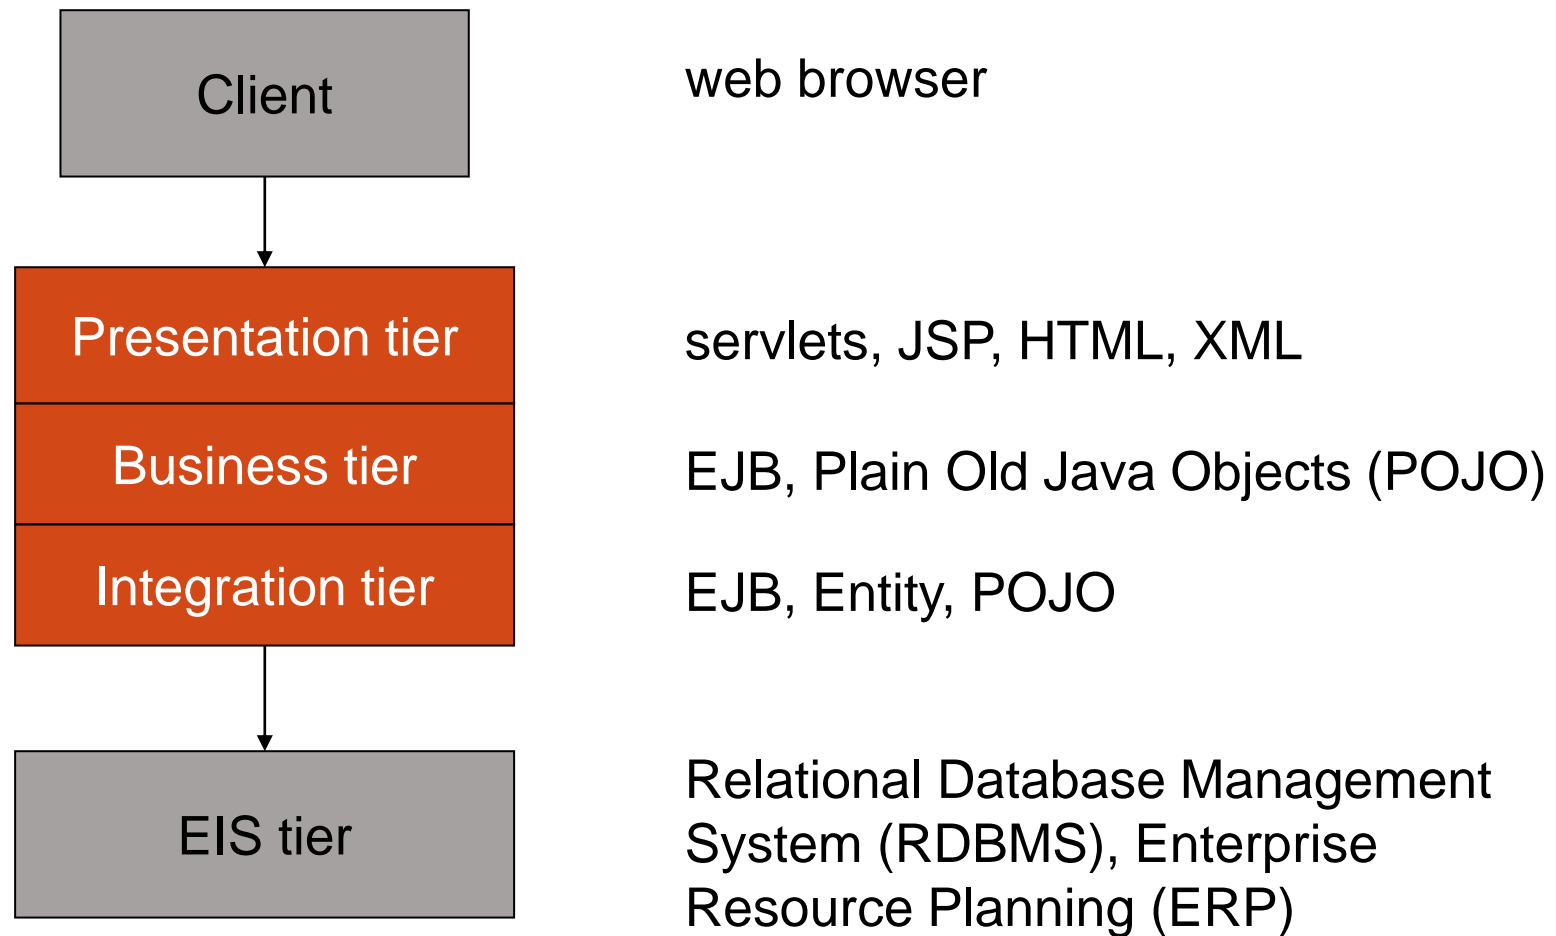 Client
web browser
Presentation tier
servlets, JSP, HTML, XML
Business tier
EJB, Plain Old Java Objects (POJO)
Integration tier
EJB, Entity, POJO
EIS tier
Relational Database Management
System (RDBMS), Enterprise
Resource Planning (ERP)